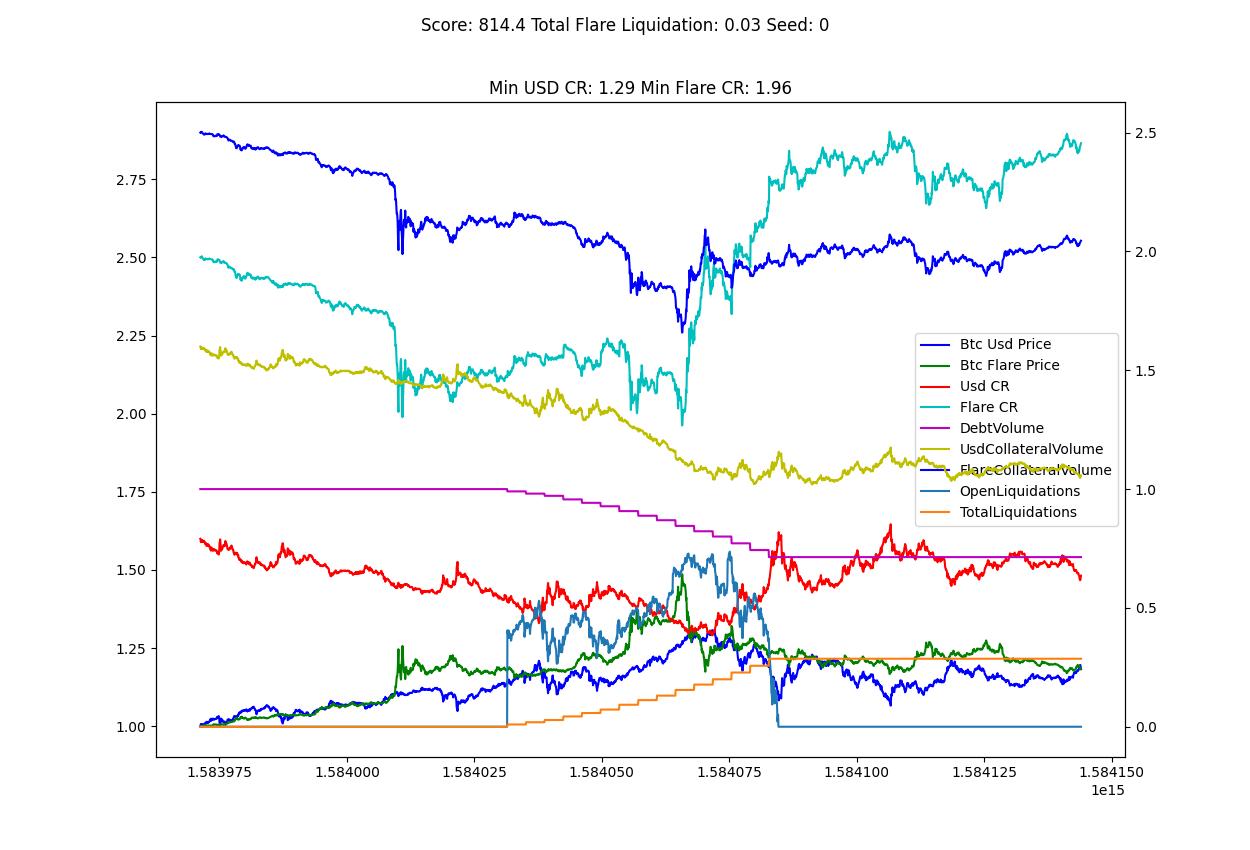 Score: 814.4 Total Flare Liquidation: 0.03 Seed: 0
Min USD CR: 1.29 Min Flare CR: 1.96
2.75
2.50
2.25
2.00
1.75
1.50
1.25
1.00
2.5
2.0
1.5
1.0
0.5
0.0
Btc Usd Price
Btc Flare Price
Usd CR
Flare CR
DebtVolume
UsdCollateralVolume
FlareCollateralVolume
OpenLiquidations
TotalLiquidations
1.583975 1.584000 1.584025 1.584050 1.584075 1.584100 1.584125 1.584150
1e15